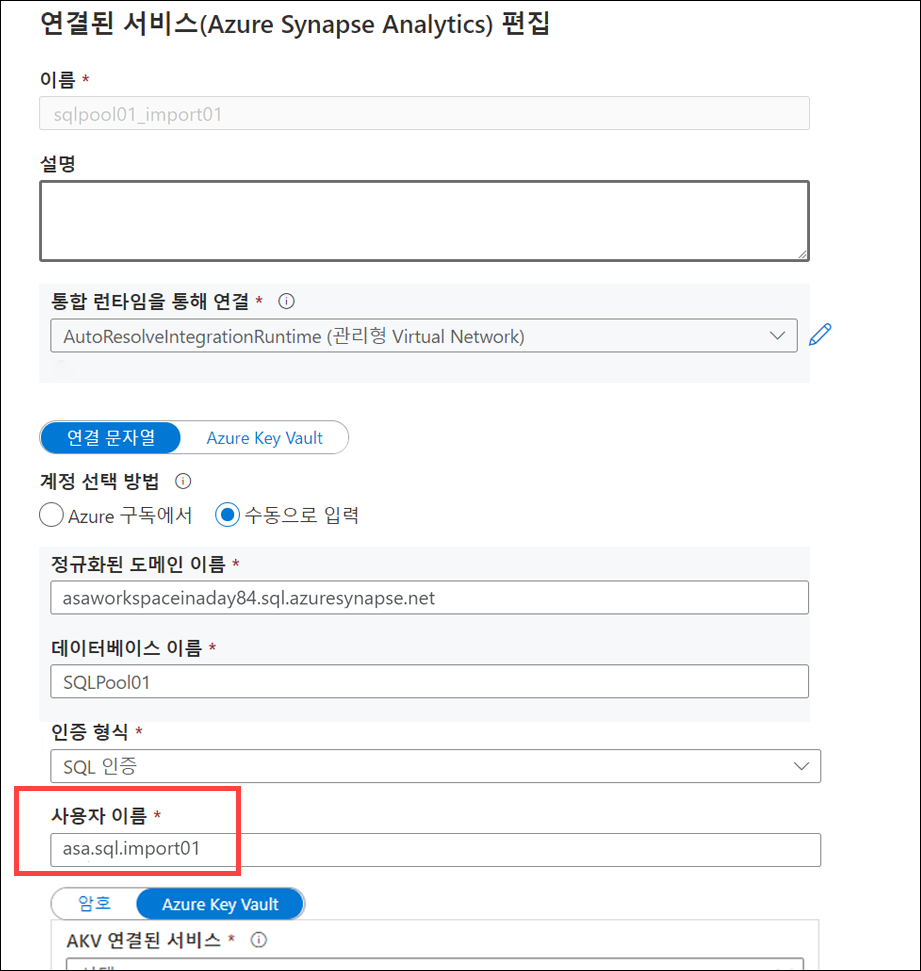 연결된 서비스(Azure Synapse Analytics) 편집
이름 *
sqlpool01_import01
설명
통합 런타임을 통해 연결 *
AutoResolveIntegrationRuntime (관리형 Virtual Network)
연결 문자열 Azure Key Vault
계정 선택 방법
Azure 구독에서 수동으로 입력
정규화된 도메인 이름 *
asaworkspaceinaday84.sql.azuresynapse.net
데이터베이스 이름 *
SQLPool01
인증 형식 *
SQL 인증
사용자 이름 *
asa.sql.import01
암호 Azure Key Vault
AKV 연결된 서비스 *